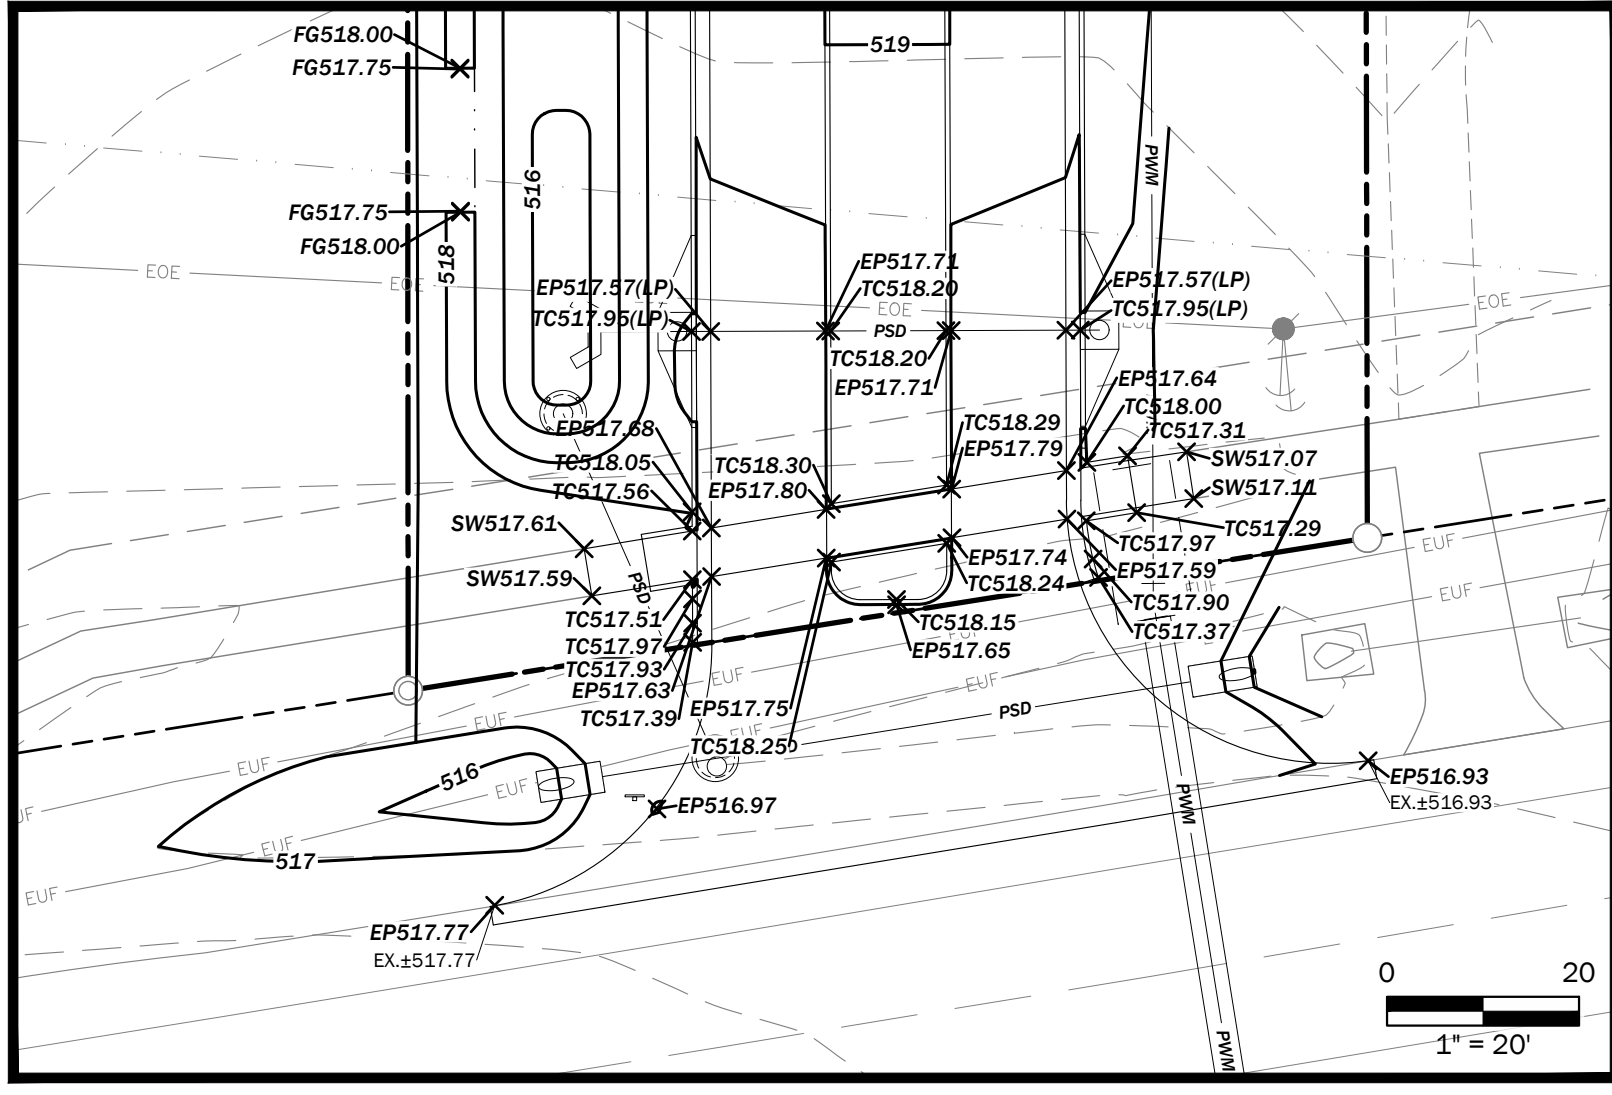 FG518.00
519
FG517.75
PWM
516
FG517.75
FG518.00
518
EOE
EOE
EP517.71
EP517.57(LP)
EP517.57(LP)
TC518.20
EOE
EOE
TC517.95(LP)
TC517.95(LP)
PSD
TC518.20
EP517.64
EP517.71
TC518.00
TC518.29
EP517.68
TC517.31
EP517.79
SW517.07
TC518.05
TC518.30
TC517.56
EP517.80
SW517.11
SW517.61
TC517.29
TC517.97
EUF
EP517.74
SW517.59
EP517.59
TC518.24
PSD
EUF
EUF
TC517.90
TC517.51
TC518.15
TC517.37
TC517.97
EUF
EP517.65
TC517.93
EUF
EUF
EP517.63
EP517.75
PSD
TC517.39
EUF
EUF
TC518.25
EUF
516
EP516.93
EUF
EX.±516.93
EP516.97
PWM
UF
EUF
517
EUF
EP517.77
EX.±517.77
0 20
1" = 20'
PWM